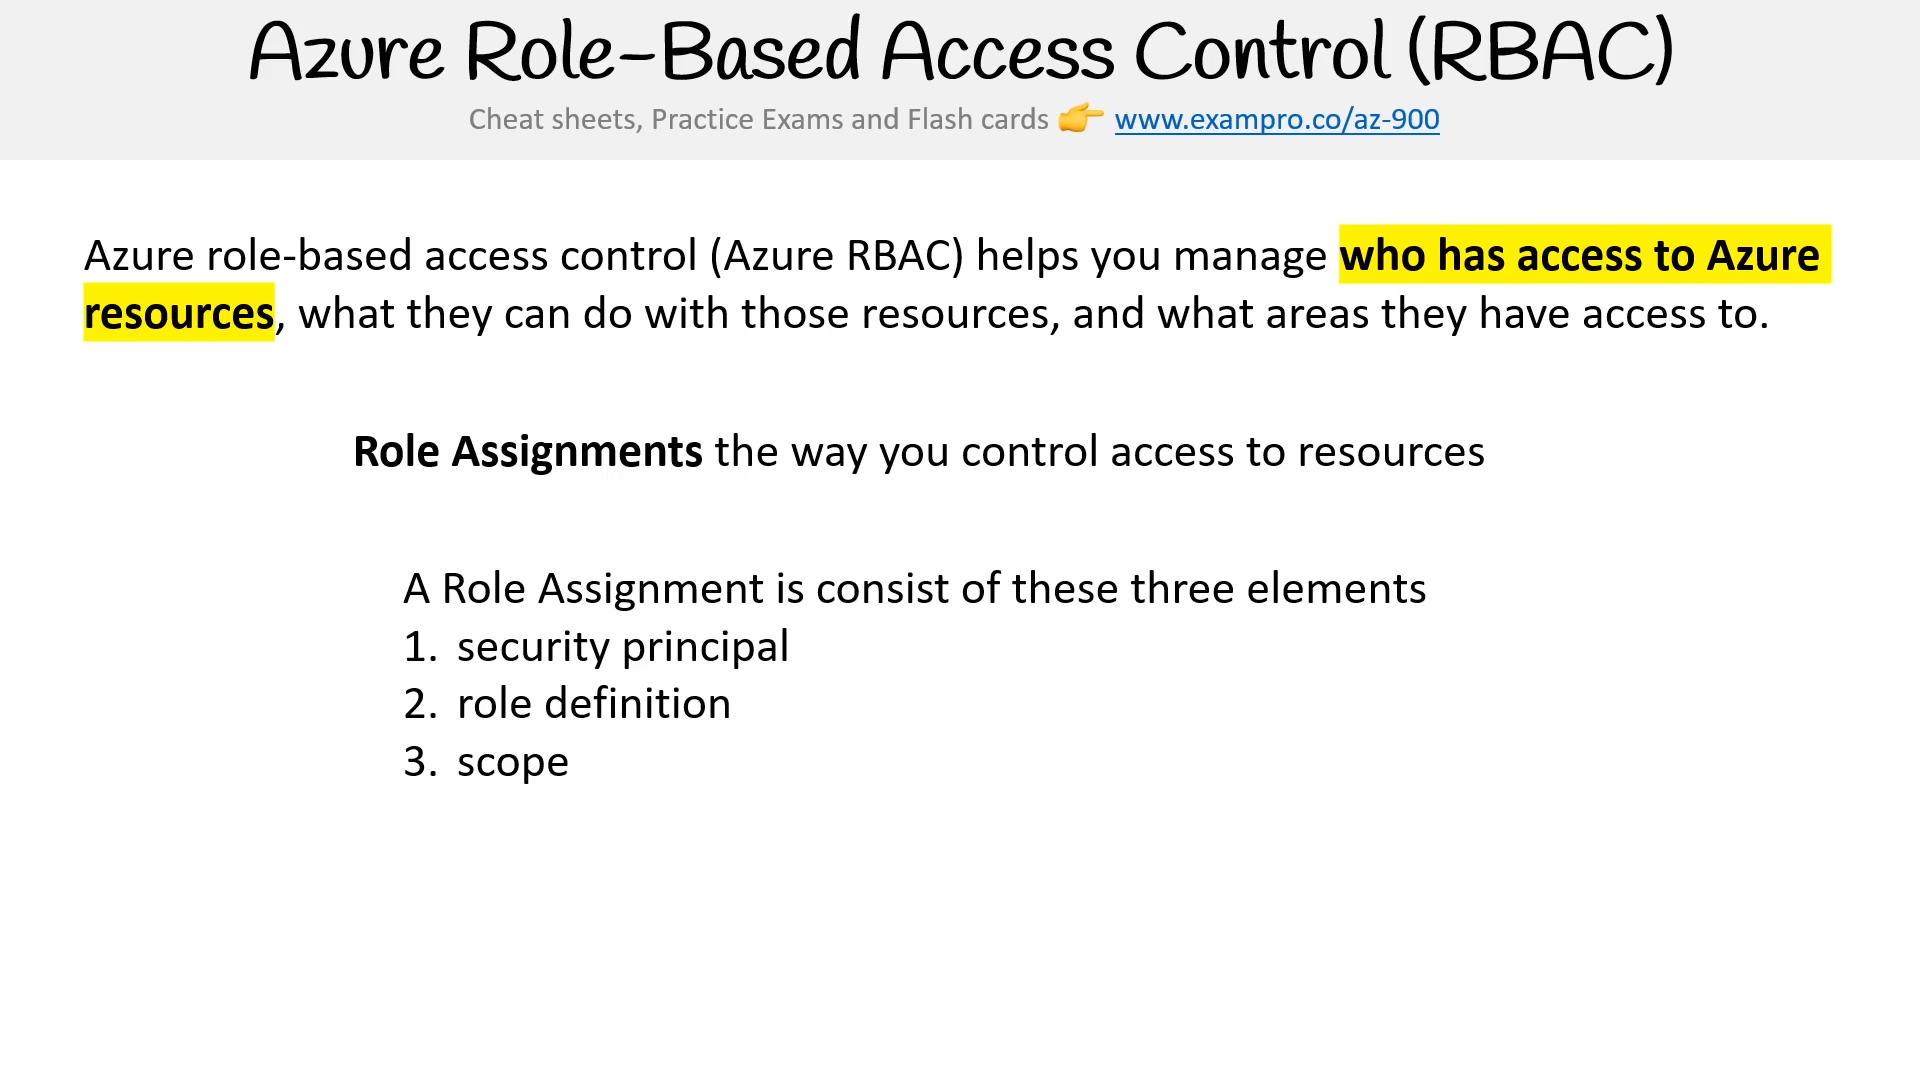 Azure Role-Based Access Control (RBAC)
Cheat sheets, Practice Exams and Flash cards 👉 www.exampro.co/az-900
Azure role-based access control (Azure RBAC) helps you manage who has access to Azure
resources, what they can do with those resources, and what areas they have access to.
Role Assignments the way you control access to resources
A Role Assignment is consist of these three elements
1. security principal
2. role definition
3. scope